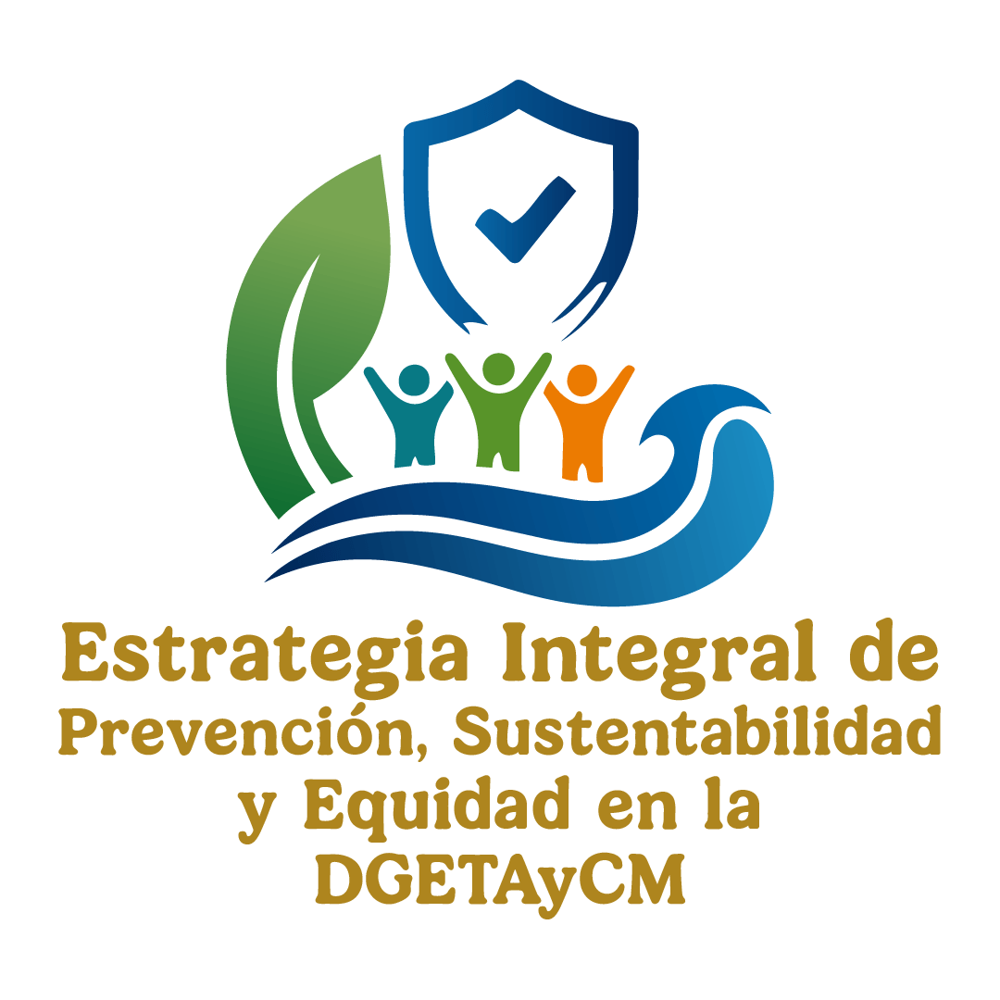 Estrategia Integral de
Prevención, Sustentabilidad
y Equidad en la
DGETAyCM